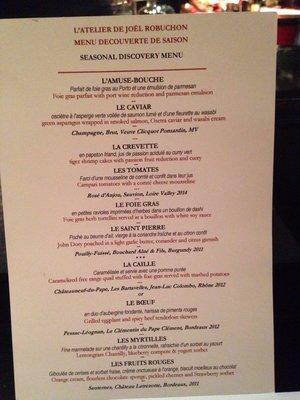 L'ATELIER DE JOËL ROBUCHON
MENU DECOUVERTE DE SAISON
SEASONAL DISCOVERY MENU
L'AMUSE-BOUCHE
Parfait de foie gras au Porto et une émulsion de parmesan
Foie gras parfait with port wine reduction and parmesan emulsion
LE CAVIAR
osciètre à l'asperge verte voilée de saumon fumé et d'une fleurette au wasabi
green asparagus wrapped in smoked salmon, Oscetra caviar and wasabi cream
Champagne, Brut, Veuve Clicquot Ponsardin, MV
LA CREVETTE
en papeton friand, jus de passion acidulé au curry vert
tiger shrimp cakes with passion fruit reduction and curry
LES TOMATES
Farci d'une mousseline de comté et confit dans leur jus
Campari tomatoes with a comté cheese mousseline
Rosé d'Anjou, Sauvion, Loire Valley 2014
LE FOIE GRAS
en petites ravioles imprimées d'herbes dans un bouillon de dashi
Foie gras herb tortellini served in a bouillon with whey soy sauce
LE SAINT PIERRE
Poché au beurre d'ail, vierge à la coriandre fraîche et au citron confit
John Dory poached in a light garlic butter, coriander and citrus garnish
Pouilly-Fuissé, Bouchard Aîné & Fils, Burgundy 2011
***
LA CAILLE
Caramélisée et servie avec une pomme purée
Caramelized free range quail stuffed with foie gras served with mashed potatoes
Châteauneuf-du-Pape, Les Bartavelles, Jean-Luc Colombo, Rhône 2012
or
LE BŒUF
en duo d'aubergine fondante, harissa de pimenta rouges
Grilled eggplant and spicy beef tenderloin skewers
Pessac-Léognan, Le Clémentin du Pape Clément, Bordeaux 2012
LES MYRTILLES
Fine marmelade sur une chantilly à la citronnelle, rafraichie d'un sorbet au yaourt
Lemongrass Chantilly, blueberry compote & yogurt sorbet
LES FRUITS ROUGES
Giboulée de cerises et sorbet fraise, crème onctueuse à l'orange, biscuit moelleux au chocolat
Orange cream, bourbon chocolate sponge, pickled cherries and Strawberry sorbet
Sauternes, Château Laravotte, Bordeaux, 2011